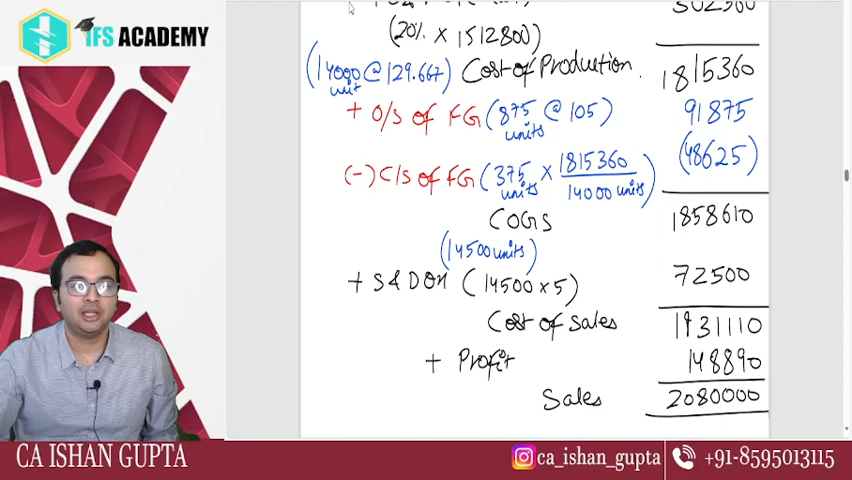 IFS ACADEMY
302560
(20% × 1512800)
(14000 @ 129.667) Cost of Production. 1815360
unit
+ O/S of FG (875 @ 105) 91875
units
(-) C/S of FG (375 × 1815360 / 14000 units) (48625)
units
COGS 1858610
(14500 units)
+ S & D OH (14500 × 5) 72500
Cost of Sales 1931110
+ Profit 148890
Sales 2080000
CA ISHAN GUPTA
ca_ishan_gupta
+91-8595013115